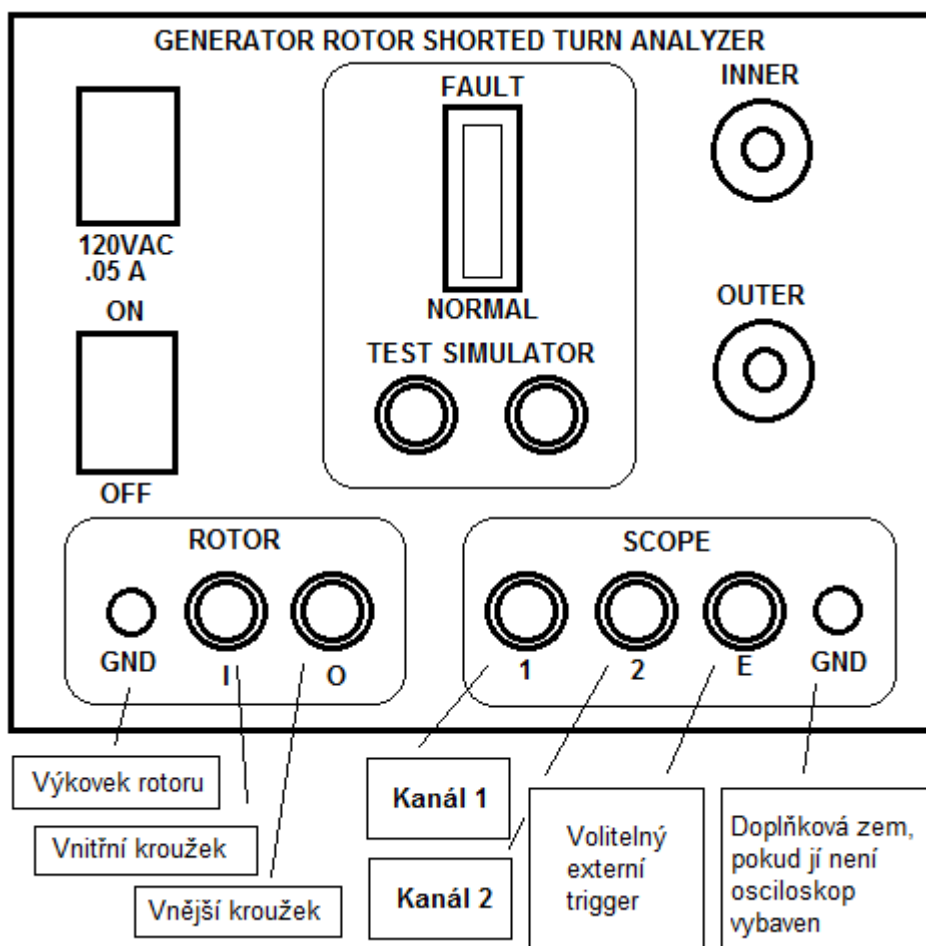 GENERATOR ROTOR SHORTED TURN ANALYZER
120VAC
.05 A
ON
OFF
FAULT
NORMAL
TEST SIMULATOR
INNER
OUTER
ROTOR
GND
I
O
SCOPE
1
2
E
GND
Výkovek rotoru
Vnitřní kroužek
Vnější kroužek
Kanál 1
Kanál 2
Volitelný
externí
trigger
Doplňková zem,
pokud jí není
osciloskop
vybaven